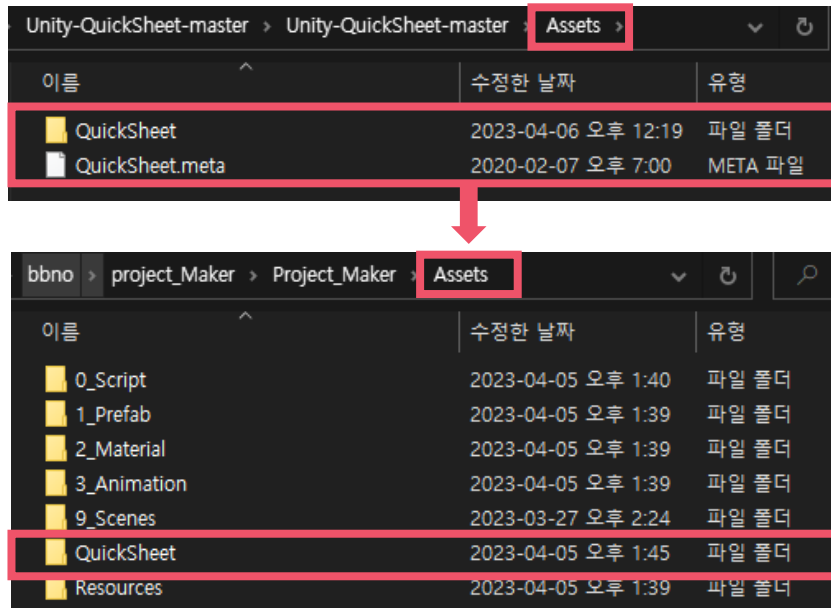 Unity-QuickSheet-master > Unity-QuickSheet-master > Assets >
이름 수정한 날짜 유형
QuickSheet 2023-04-06 오후 12:19 파일 폴더
QuickSheet.meta 2020-02-07 오후 7:00 META 파일
bbno > project_Maker > Project_Maker > Assets
이름 수정한 날짜 유형
0_Script 2023-04-05 오후 1:40 파일 폴더
1_Prefab 2023-04-05 오후 1:39 파일 폴더
2_Material 2023-04-05 오후 1:39 파일 폴더
3_Animation 2023-04-05 오후 1:39 파일 폴더
9_Scenes 2023-03-27 오후 2:24 파일 폴더
QuickSheet 2023-04-05 오후 1:45 파일 폴더
Resources 2023-04-05 오후 1:39 파일 폴더